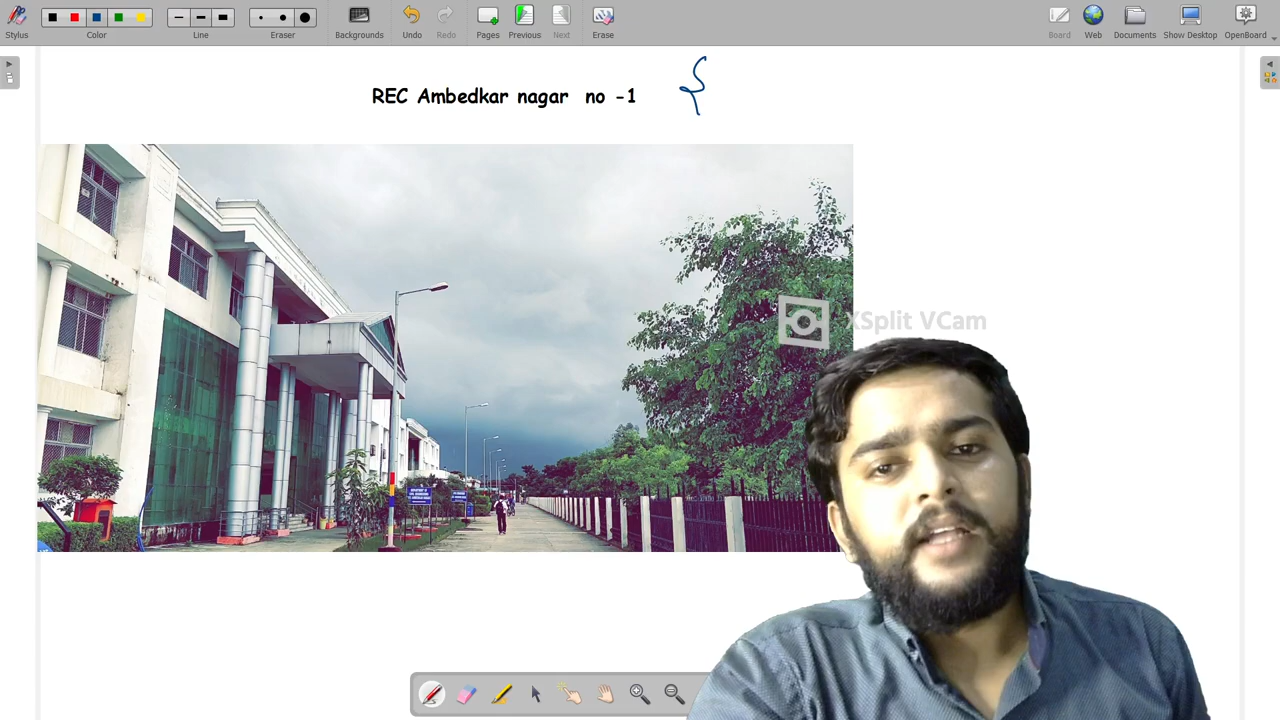 Stylus
Color
Line
Eraser
Backgrounds
Undo
Redo
Pages
Previous
Next
Erase
Board
Web
Documents
Show Desktop
OpenBoard
REC Ambedkar nagar no -1
XSplit VCam